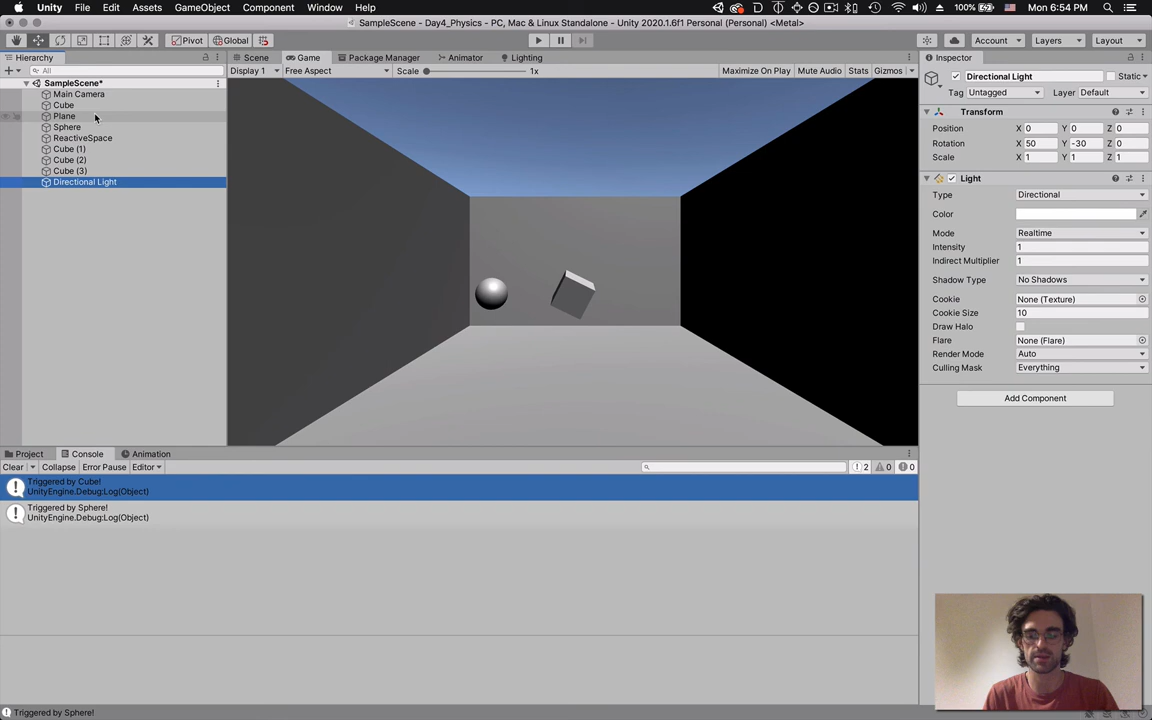 Unity File Edit Assets GameObject Component Window Help 100% Mon 6:54 PM
SampleScene - Day4_Physics - PC, Mac & Linux Standalone - Unity 2020.1.6f1 Personal (Personal) <Metal>
Pivot Global Account Layers Layout
Hierarchy Scene Game Package Manager Animator Lighting Inspector
All Display 1 Free Aspect Scale 1x Maximize On Play Mute Audio Stats Gizmos
SampleScene*
Main Camera
Cube
Plane
Sphere
ReactiveSpace
Cube (1)
Cube (2)
Cube (3)
Directional Light
Directional Light Static
Tag Untagged Layer Default
Transform
Position X 0 Y 0 Z 0
Rotation X 50 Y -30 Z 0
Scale X 1 Y 1 Z 1
Light
Type Directional
Color
Mode Realtime
Intensity 1
Indirect Multiplier 1
Shadow Type No Shadows
Cookie None (Texture)
Cookie Size 10
Draw Halo
Flare None (Flare)
Render Mode Auto
Culling Mask Everything
Add Component
Project Console Animation
Clear Collapse Error Pause Editor 2 0 0
Triggered by Cube!
UnityEngine.Debug:Log(Object)
Triggered by Sphere!
UnityEngine.Debug:Log(Object)
Triggered by Sphere!